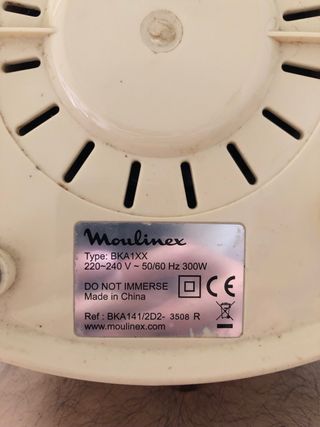 Moulinex
Type: BKA1XX
220~240 V ~ 50/60 Hz 300W
DO NOT IMMERSE
Made in China
Ref : BKA141/2D2- 3508 R
www.moulinex.com